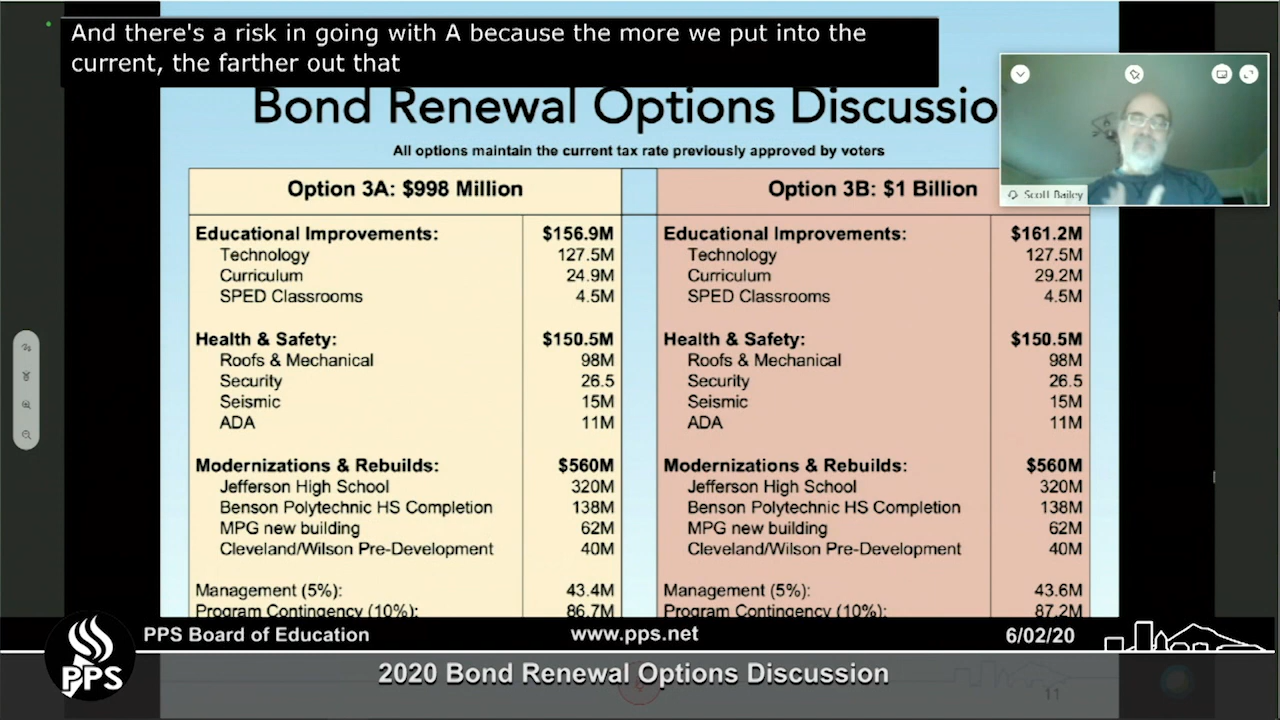 And there's a risk in going with A because the more we put into the
current, the farther out that
Bond Renewal Options Discussio
All options maintain the current tax rate previously approved by voters
Scott Bailey
Option 3A: $998 Million
Educational Improvements: $156.9M
Technology 127.5M
Curriculum 24.9M
SPED Classrooms 4.5M
Health & Safety: $150.5M
Roofs & Mechanical 98M
Security 26.5
Seismic 15M
ADA 11M
Modernizations & Rebuilds: $560M
Jefferson High School 320M
Benson Polytechnic HS Completion 138M
MPG new building 62M
Cleveland/Wilson Pre-Development 40M
Management (5%): 43.4M
Program Contingency (10%): 86.7M
Option 3B: $1 Billion
Educational Improvements: $161.2M
Technology 127.5M
Curriculum 29.2M
SPED Classrooms 4.5M
Health & Safety: $150.5M
Roofs & Mechanical 98M
Security 26.5
Seismic 15M
ADA 11M
Modernizations & Rebuilds: $560M
Jefferson High School 320M
Benson Polytechnic HS Completion 138M
MPG new building 62M
Cleveland/Wilson Pre-Development 40M
Management (5%): 43.6M
Program Contingency (10%): 87.2M
PPS Board of Education www.pps.net 6/02/20
PPS
2020 Bond Renewal Options Discussion
11